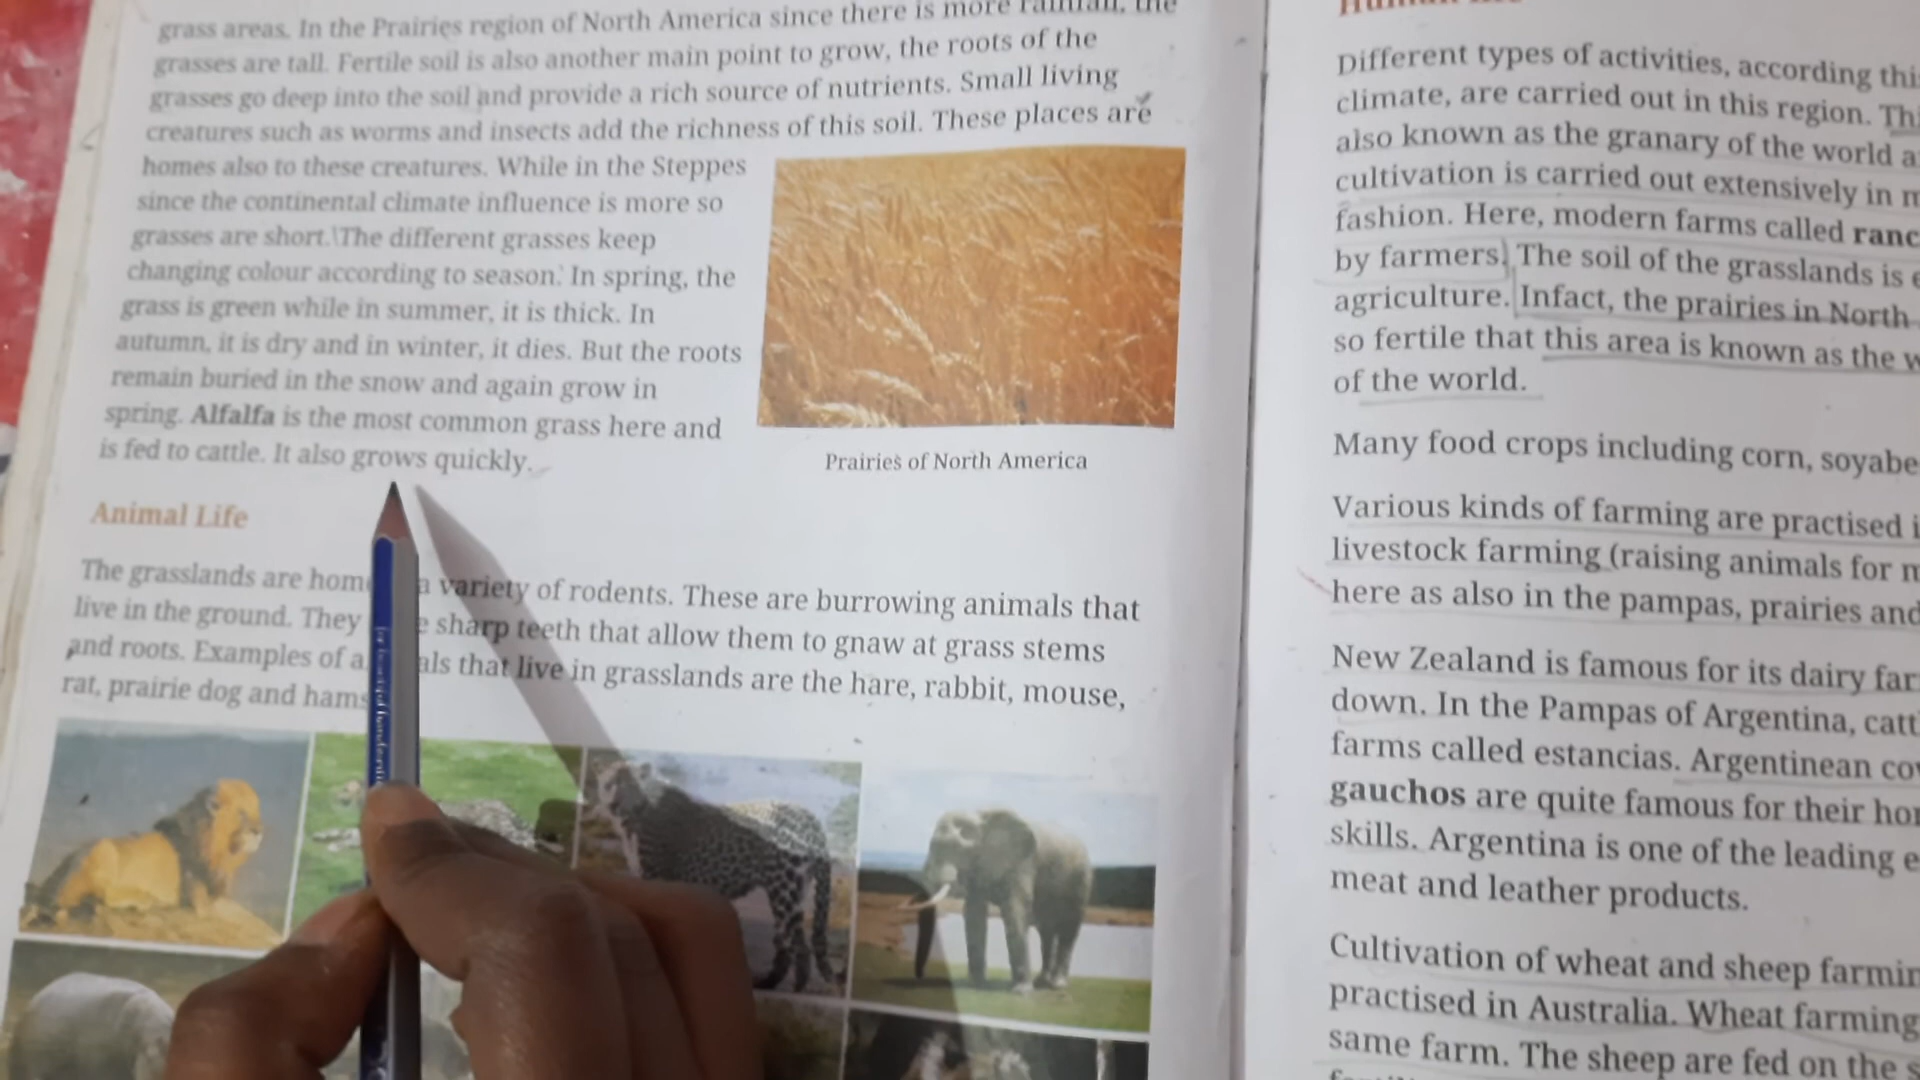 grass areas. In the Prairies region of North America since there is more rainfall, the
grasses are tall. Fertile soil is also another main point to grow, the roots of the
grasses go deep into the soil and provide a rich source of nutrients. Small living
creatures such as worms and insects add the richness of this soil. These places are
homes also to these creatures. While in the Steppes
since the continental climate influence is more so
grasses are short. The different grasses keep
changing colour according to season. In spring, the
grass is green while in summer, it is thick. In
autumn, it is dry and in winter, it dies. But the roots
remain buried in the snow and again grow in
spring. Alfalfa is the most common grass here and
is fed to cattle. It also grows quickly.
Prairies of North America
Animal Life
The grasslands are a variety of rodents. These are burrowing animals that
live in the ground. They sharp teeth that allow them to gnaw at grass stems
and roots. Examples of that live in grasslands are the hare, rabbit, mouse,
rat, prairie dog and
Different types of activities, according
climate, are carried out in this region.
also known as the granary of the world
cultivation is carried out extensively in
fashion. Here, modern farms called
by farmers. The soil of the grasslands is
agriculture. Infact, the prairies in North
so fertile that this area is known as the
of the world.
Many food crops including corn,
Various kinds of farming are practised
livestock farming (raising animals for
here as also in the pampas, prairies and
New Zealand is famous for its dairy
down. In the Pampas of Argentina,
farms called estancias. Argentinean
gauchos are quite famous for their
skills. Argentina is one of the leading
meat and leather products.
Cultivation of wheat and sheep
practised in Australia. Wheat farming
same farm. The sheep are fed on the